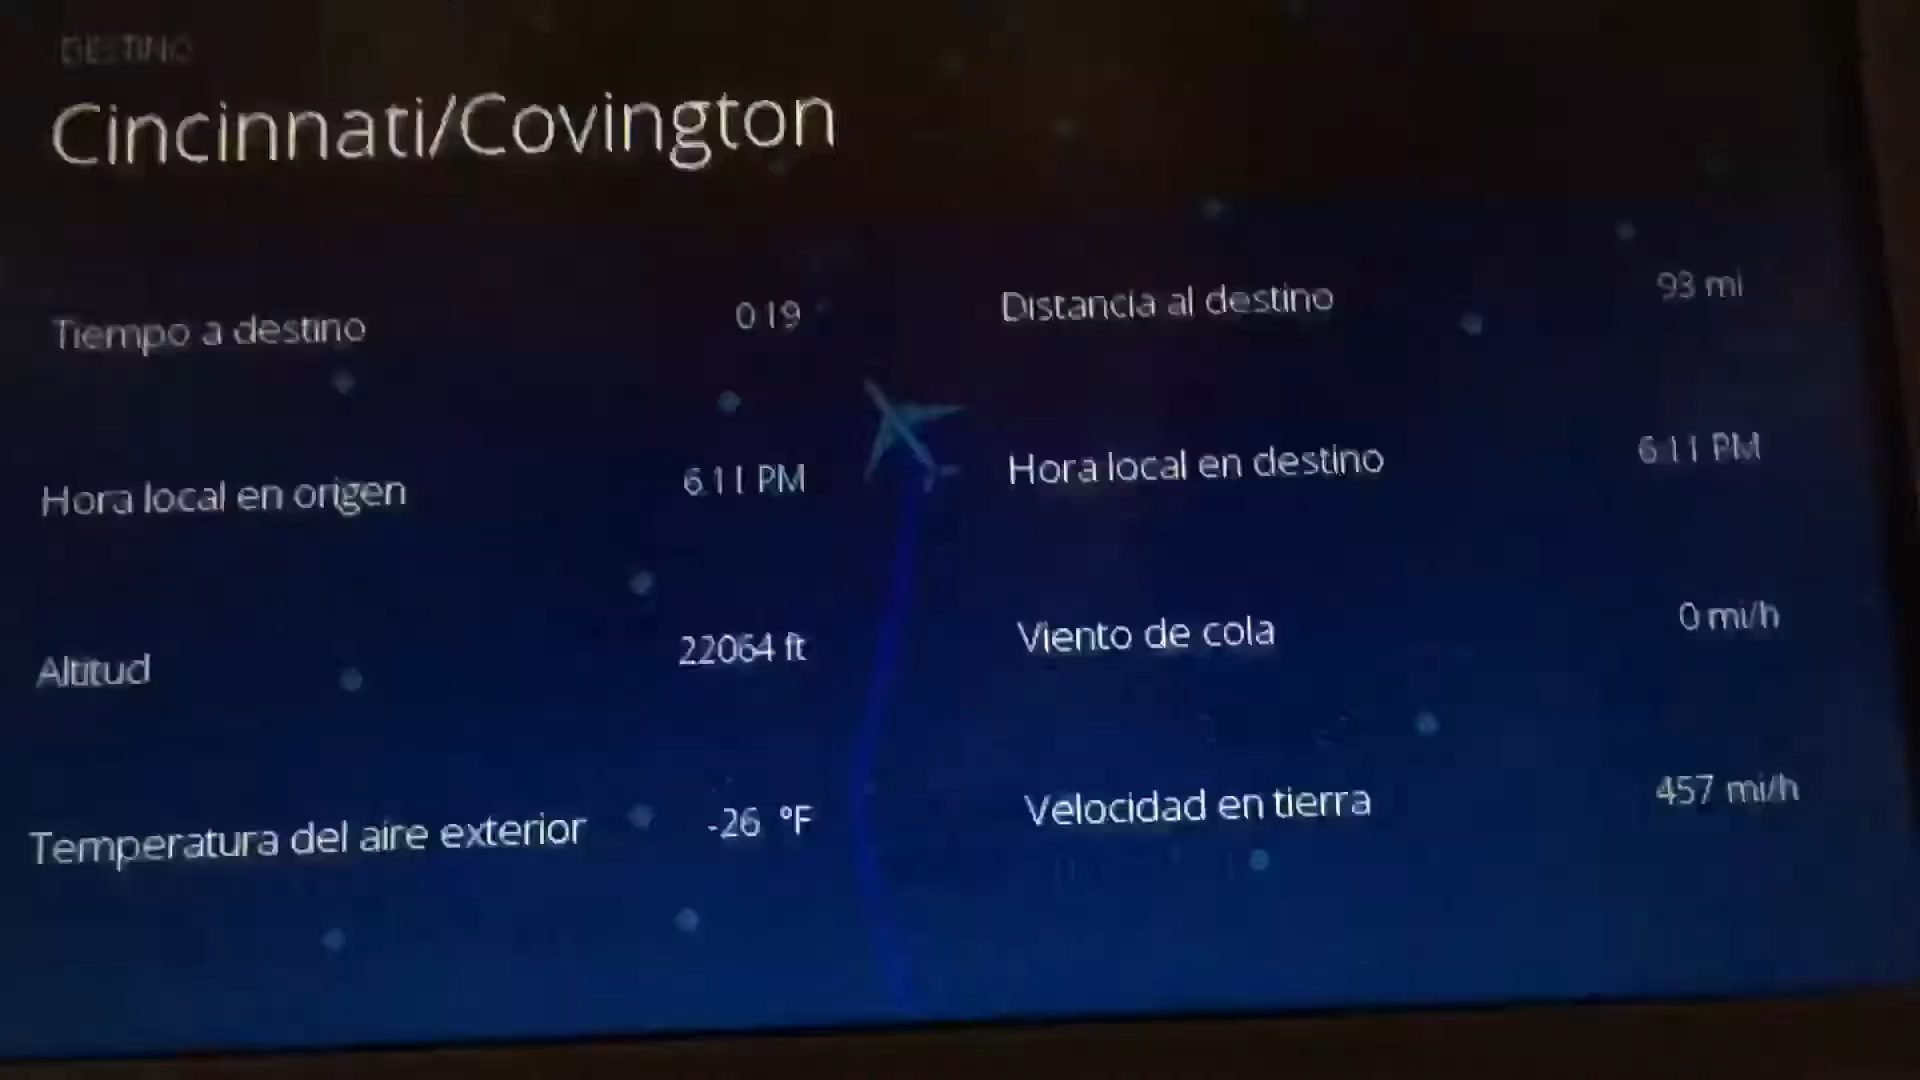 DESTINO
Cincinnati/Covington
Tiempo a destino 0 19
Distancia al destino 93 mi
Hora local en origen 6 11 PM
Hora local en destino 6 11 PM
Altitud 22064 ft
Viento de cola 0 mi/h
Temperatura del aire exterior -26 °F
Velocidad en tierra 457 mi/h